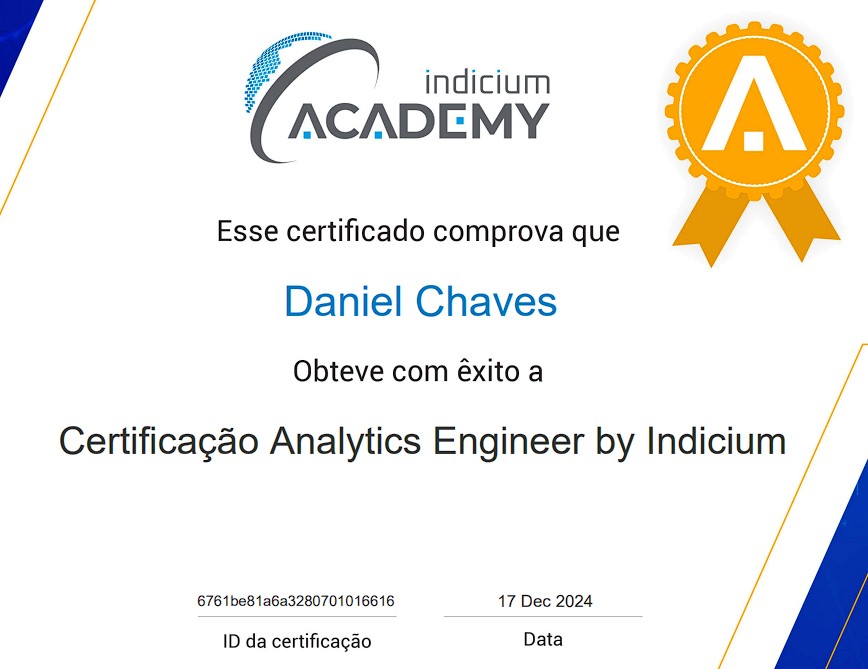 indicium
ACADEMY
Esse certificado comprova que
Daniel Chaves
Obteve com êxito a
Certificação Analytics Engineer by Indicium
6761be81a6a3280701016616
17 Dec 2024
ID da certificação
Data